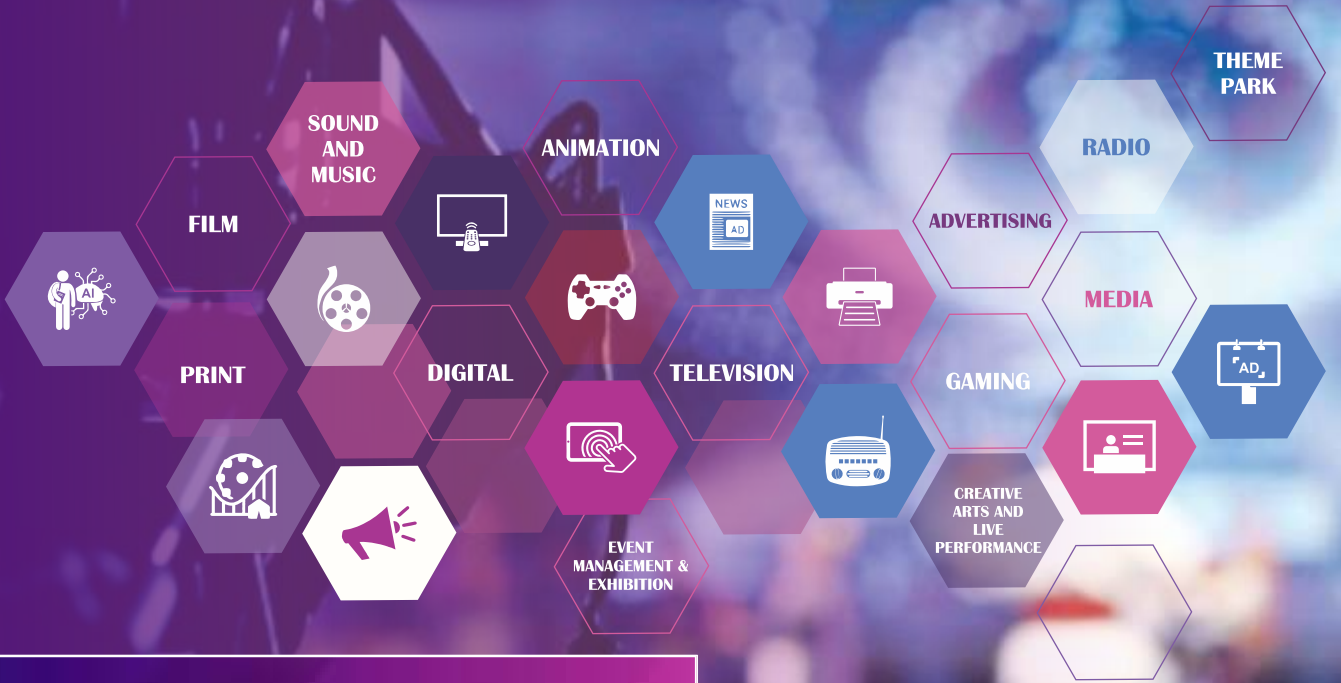 THEME
PARK
SOUND
AND
MUSIC
ANIMATION
RADIO
FILM
NEWS
AD
ADVERTISING
AI
MEDIA
PRINT
DIGITAL
TELEVISION
GAMING
AD
CREATIVE
ARTS AND
LIVE
PERFORMANCE
EVENT
MANAGEMENT &
EXHIBITION